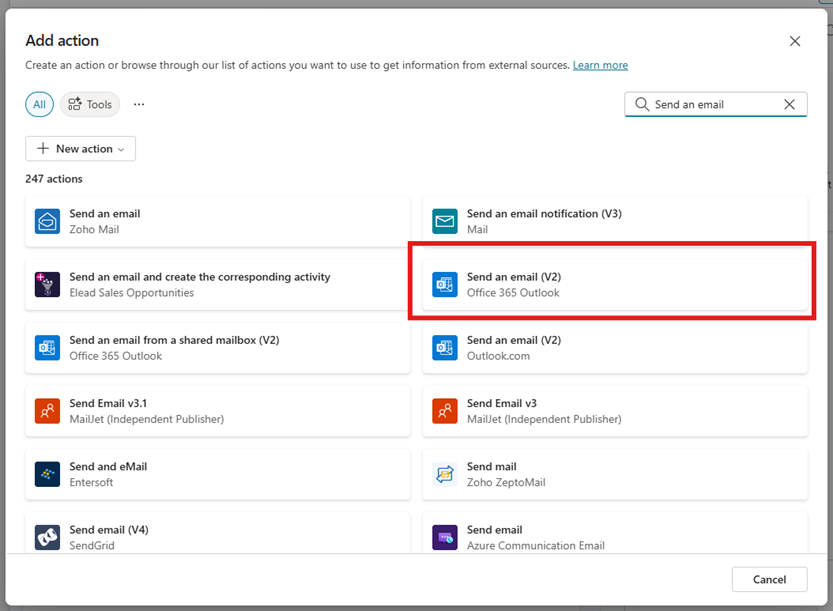 Add action
Create an action or browse through our list of actions you want to use to get information from external sources. Learn more
All
Tools
...
Send an email
New action
247 actions
Send an email
Zoho Mail
Send an email notification (V3)
Mail
Send an email and create the corresponding activity
Elead Sales Opportunities
Send an email (V2)
Office 365 Outlook
Send an email from a shared mailbox (V2)
Office 365 Outlook
Send an email (V2)
Outlook.com
Send Email v3.1
MailJet (Independent Publisher)
Send Email v3
MailJet (Independent Publisher)
Send and eMail
Entersoft
Send mail
Zoho ZeptoMail
Send email (V4)
SendGrid
Send email
Azure Communication Email
Cancel